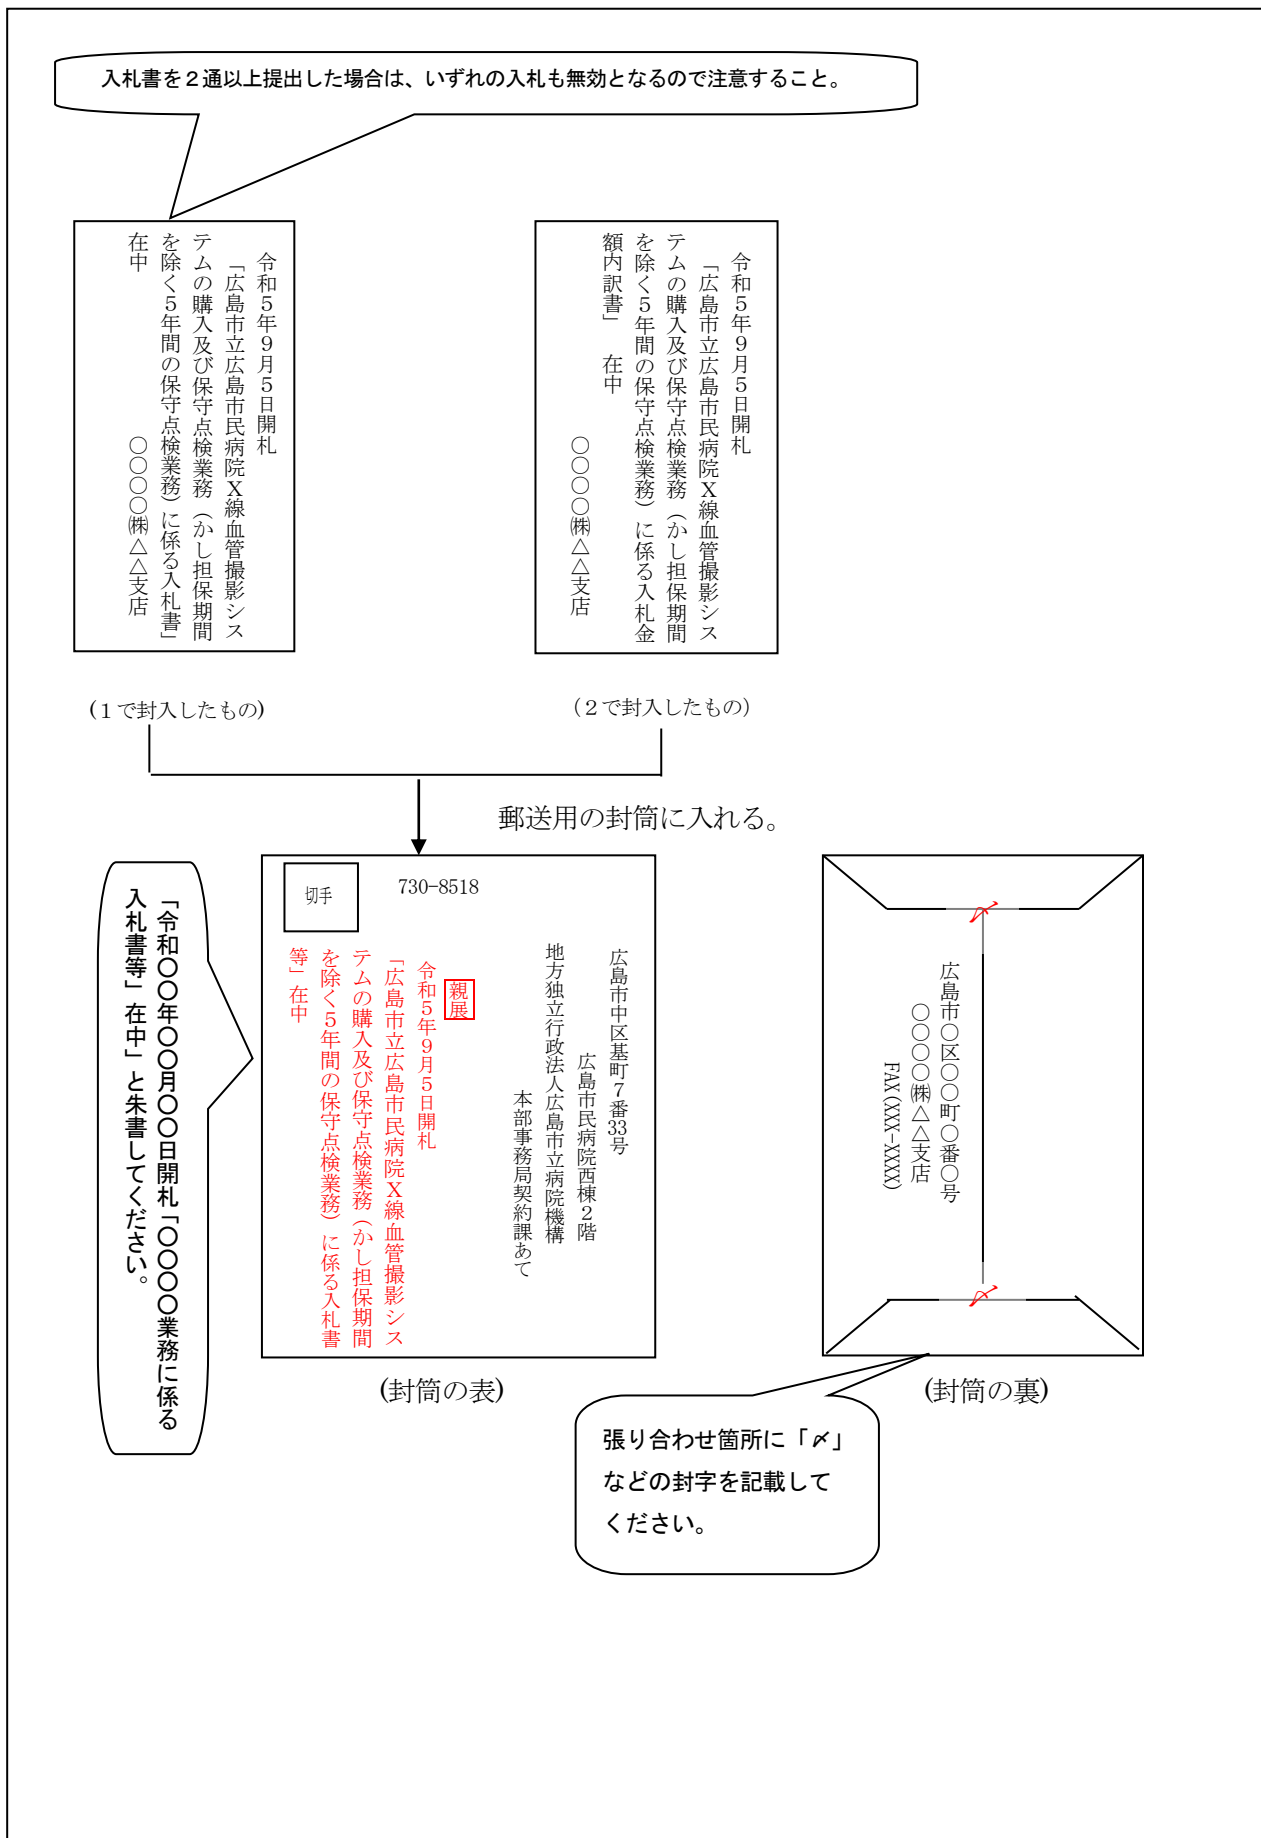 入札書を２通以上提出した場合は、いずれの入札も無効となるので注意すること。
令和５年９月５日開札
「広島市立広島市民病院Ｘ線血管撮影シス
テムの購入及び保守点検業務（かし担保期間
を除く５年間の保守点検業務）に係る入札書」
在中
〇〇〇〇㈱△△支店
令和５年９月５日開札
「広島市立広島市民病院Ｘ線血管撮影シス
テムの購入及び保守点検業務（かし担保期間
を除く５年間の保守点検業務）に係る入札金
額内訳書」 在中
〇〇〇〇㈱△△支店
(１で封入したもの)
（２で封入したもの）
郵送用の封筒に入れる。
「令和〇〇年〇〇月〇〇日開札「〇〇〇〇業務に係る
入札書等」在中」と朱書してください。
切手
730-8518
広島市中区基町７番33号
広島市民病院西棟２階
地方独立行政法人広島市立病院機構
本部事務局契約課あて
親展
令和５年９月５日開札
「広島市立広島市民病院Ｘ線血管撮影シス
テムの購入及び保守点検業務（かし担保期間
を除く５年間の保守点検業務）に係る入札書
等」在中
(封筒の表)
〆
広島市〇区〇〇町〇番〇号
〇〇〇〇㈱△△支店
FAX(XXX-XXXX)
〆
(封筒の裏)
張り合わせ箇所に「〆」
などの封字を記載して
ください。